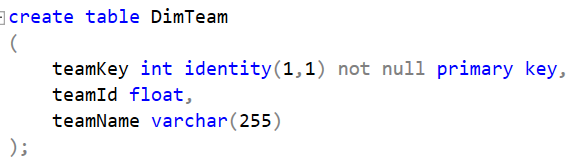 create table DimTeam
(
    teamKey int identity(1,1) not null primary key,
    teamId float,
    teamName varchar(255)
);